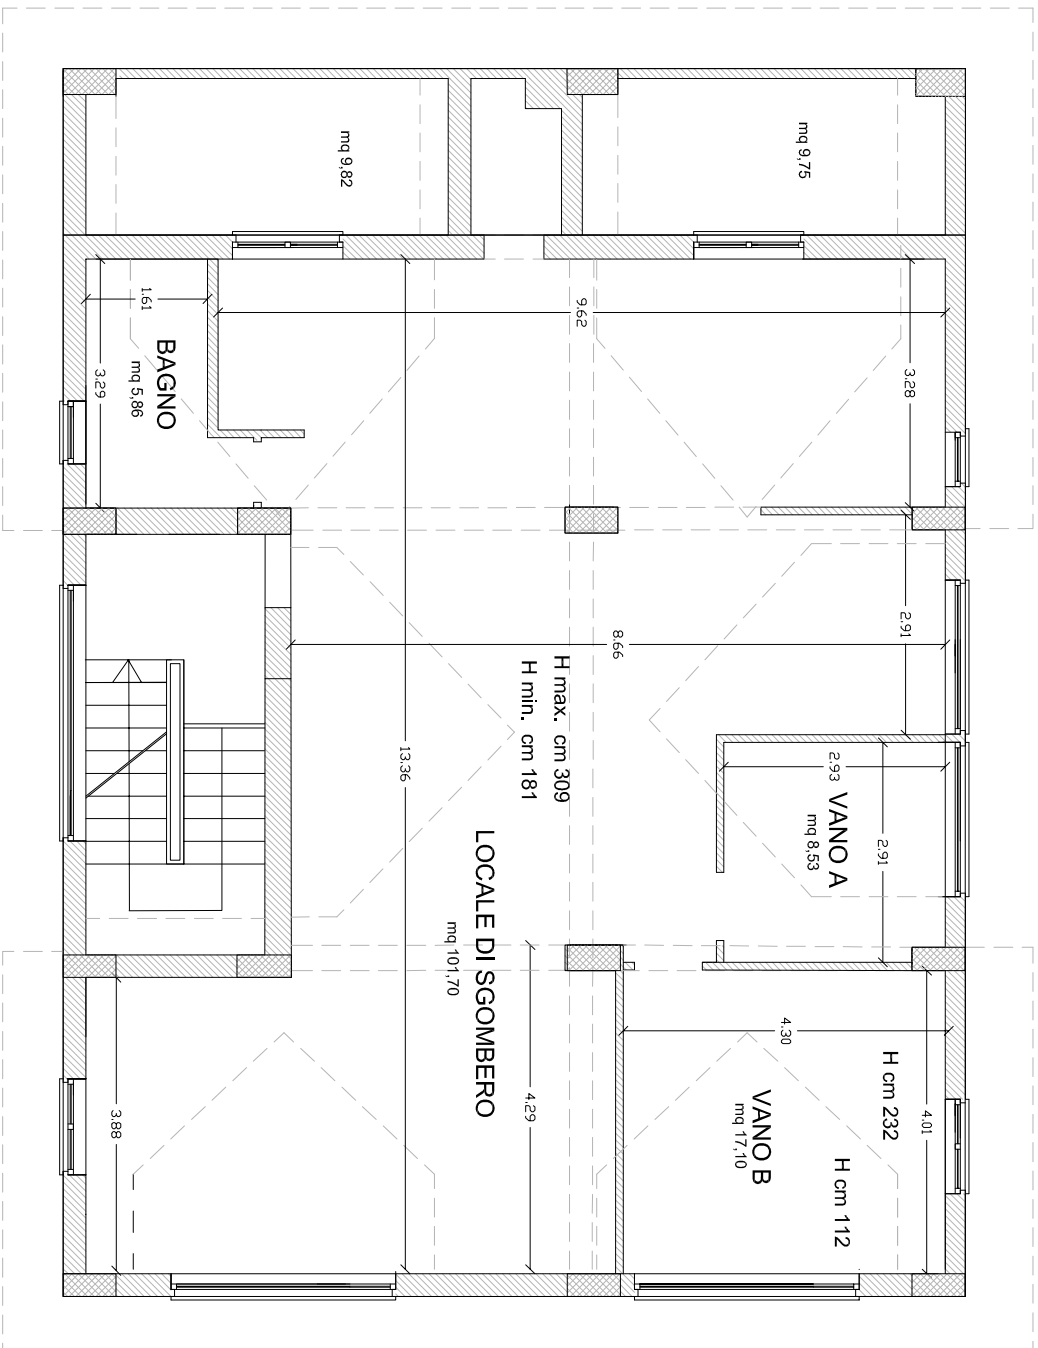 mq 9,82
mq 9,75
1.61
9.62
3.29
3.28
BAGNO
mq 5,86
2.91
8.66
H max. cm 309
H min. cm 181
13.36
2.93
VANO A
mq 8,53
2.91
LOCALE DI SGOMBERO
mq 101,70
4.30
H cm 232
4.29
3.88
4.01
VANO B
mq 17,10
H cm 112